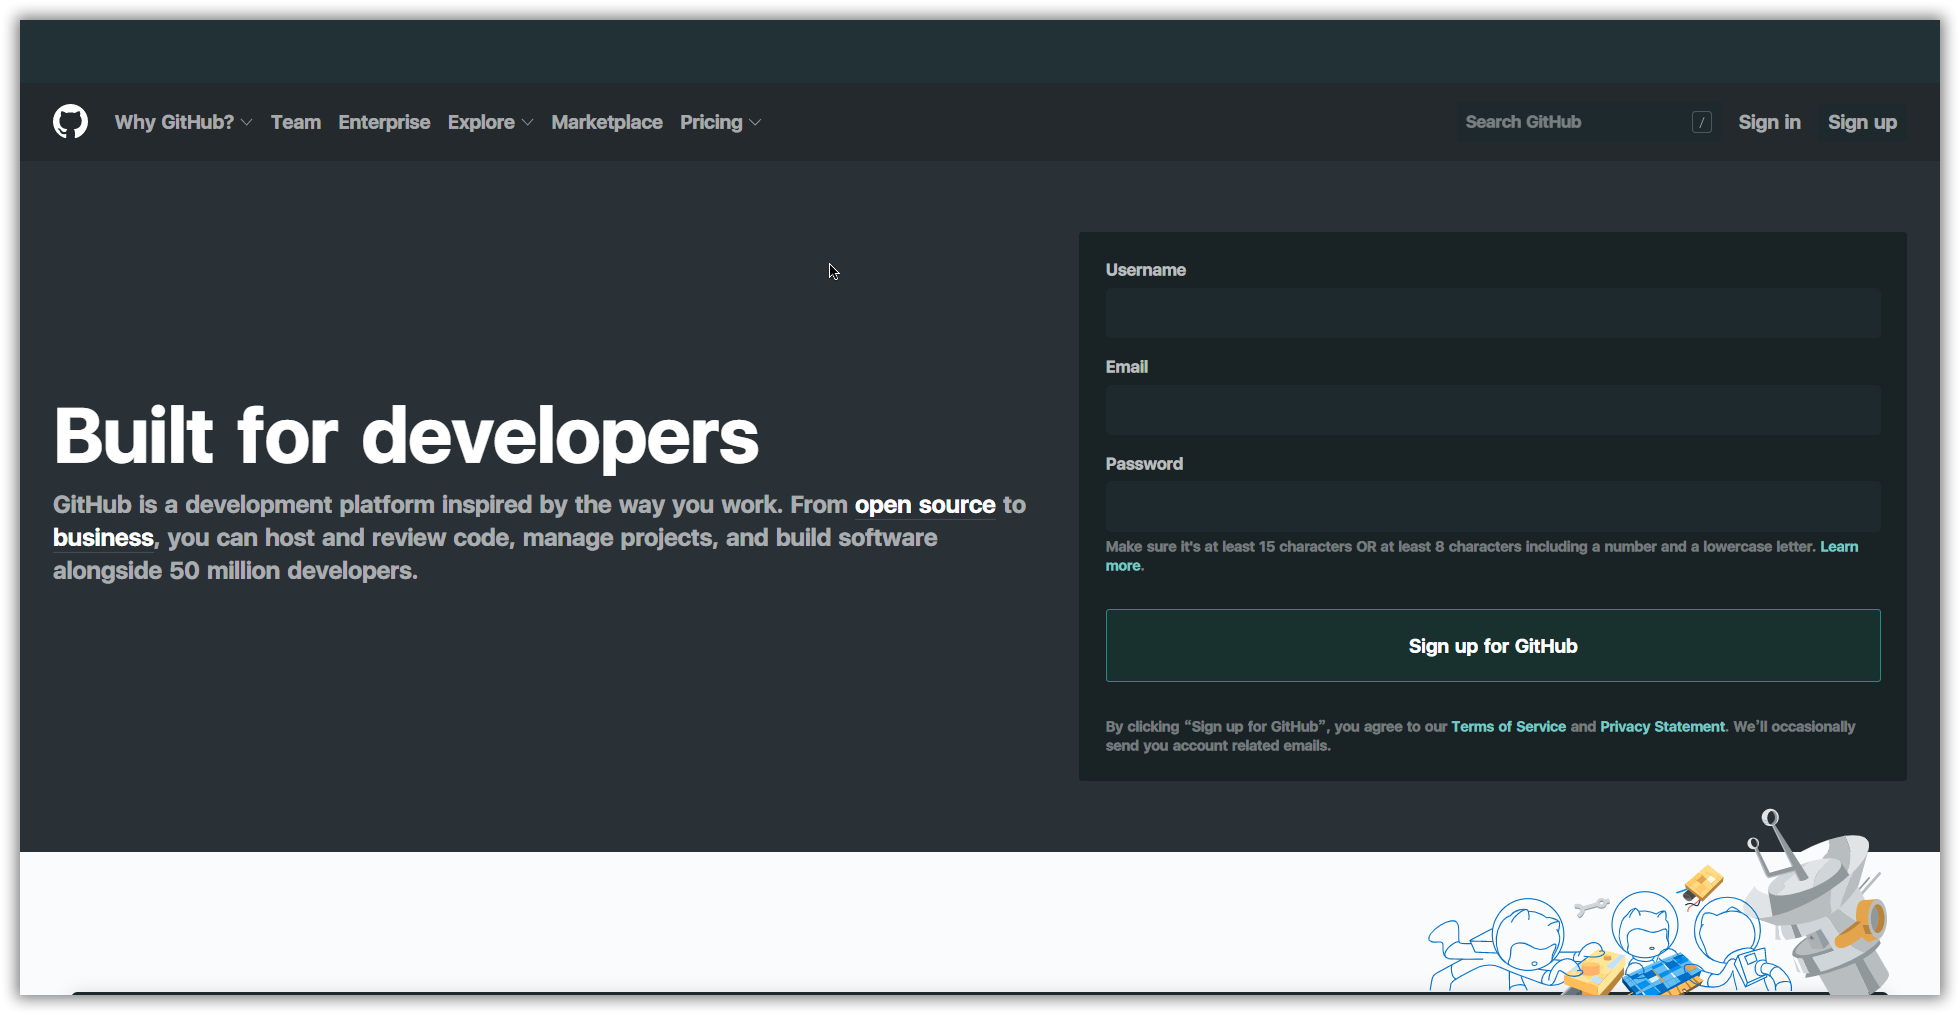 Why GitHub? Team Enterprise Explore Marketplace Pricing Search GitHub / Sign in Sign up
Built for developers
GitHub is a development platform inspired by the way you work. From open source to
business, you can host and review code, manage projects, and build software
alongside 50 million developers.
Username
Email
Password
Make sure it's at least 15 characters OR at least 8 characters including a number and a lowercase letter. Learn
more.
Sign up for GitHub
By clicking “Sign up for GitHub”, you agree to our Terms of Service and Privacy Statement. We’ll occasionally
send you account related emails.